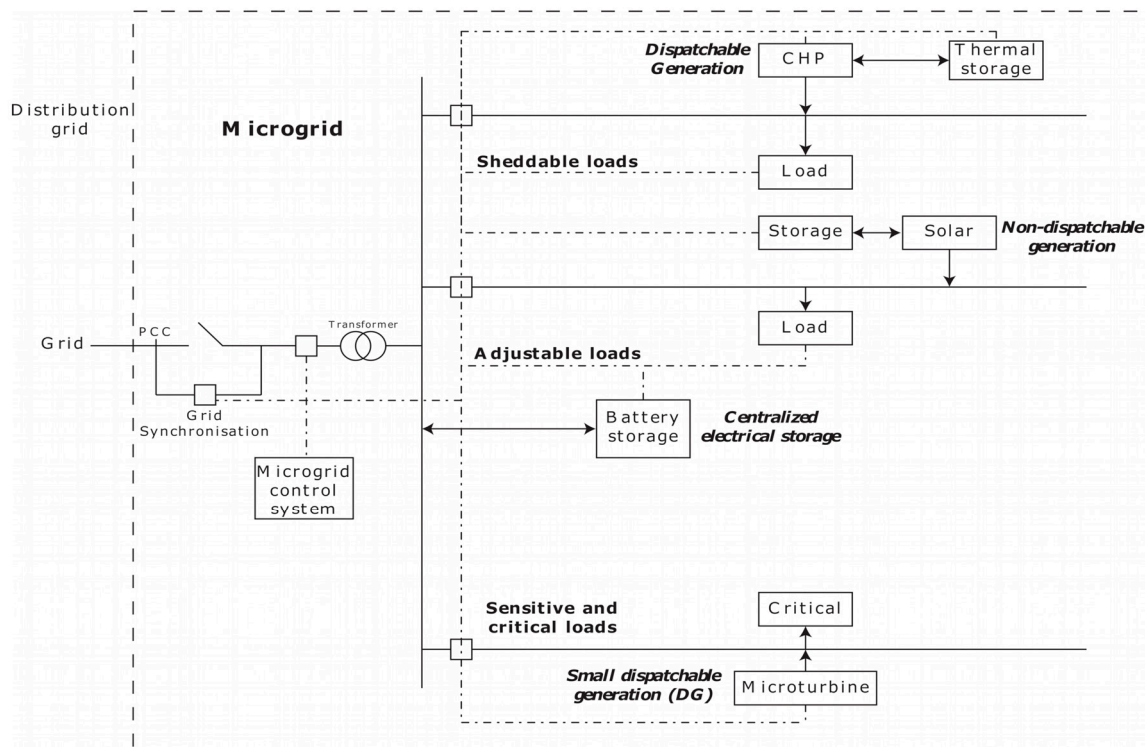 Dispatchable
Generation
CHP
Thermal
storage
Distribution
grid
Microgrid
Sheddable loads
Load
Storage
Solar
Non-dispatchable
generation
Grid
PCC
Transformer
Load
Adjustable loads
Grid
Synchronisation
Battery
storage
Centralized
electrical storage
Microgrid
control
system
Sensitive and
critical loads
Critical
Small dispatchable
generation (DG)
Microturbine